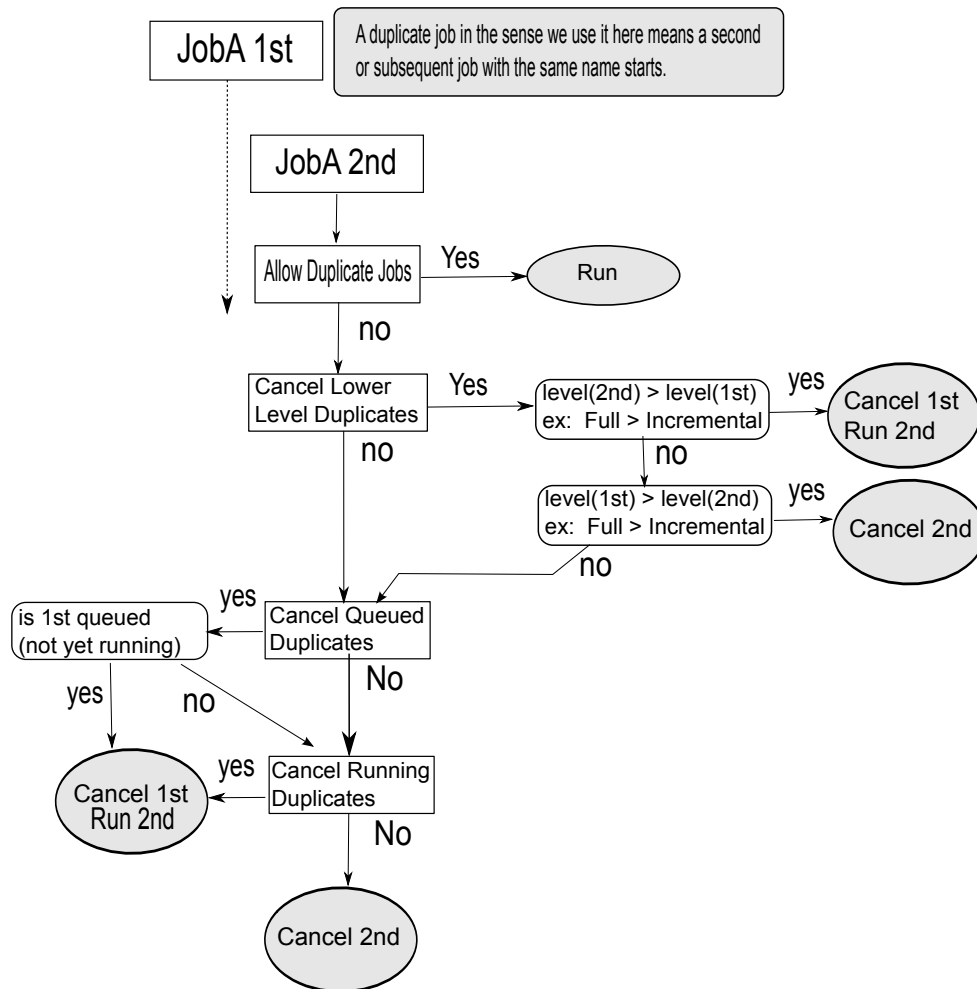 JobA 1st
A duplicate job in the sense we use it here means a second
or subsequent job with the same name starts.
JobA 2nd
Allow Duplicate Jobs
Yes
Run
no
Cancel Lower
Level Duplicates
Yes
level(2nd) > level(1st)
ex:  Full > Incremental
yes
Cancel 1st
Run 2nd
no
no
level(1st) > level(2nd)
ex:  Full > Incremental
yes
Cancel 2nd
no
Cancel Queued
Duplicates
yes
is 1st queued
(not yet running)
No
yes
no
Cancel Running
Duplicates
yes
Cancel 1st
Run 2nd
No
Cancel 2nd